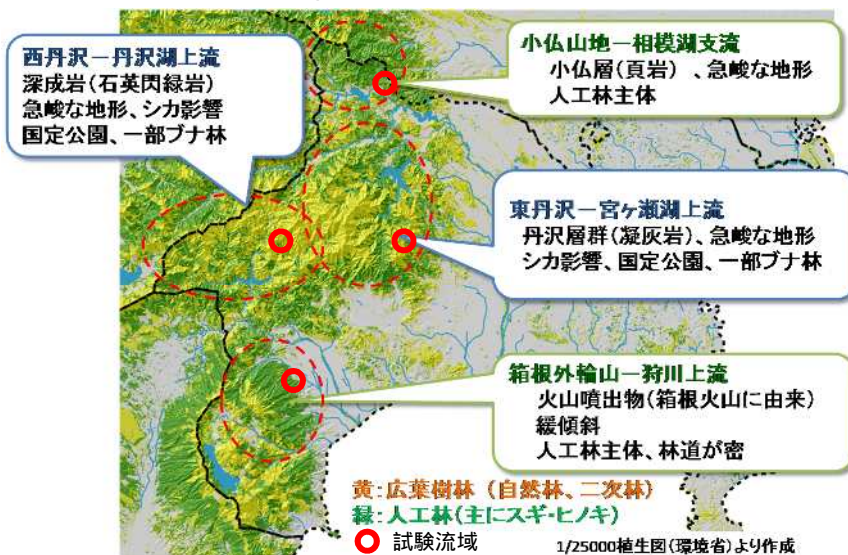 西丹沢－丹沢湖上流
深成岩(石英閃緑岩)
急峻な地形、シカ影響
国定公園、一部ブナ林
小仏山地－相模湖支流
小仏層(頁岩)、急峻な地形
人工林主体
東丹沢－宮ヶ瀬湖上流
丹沢層群(凝灰岩)、急峻な地形
シカ影響、国定公園、一部ブナ林
箱根外輪山－狩川上流
火山噴出物(箱根火山に由来)
緩傾斜
人工林主体、林道が密
黄:広葉樹林 (自然林、二次林)
緑:人工林(主にスギ・ヒノキ)
試験流域
1/25000植生図(環境省)より作成